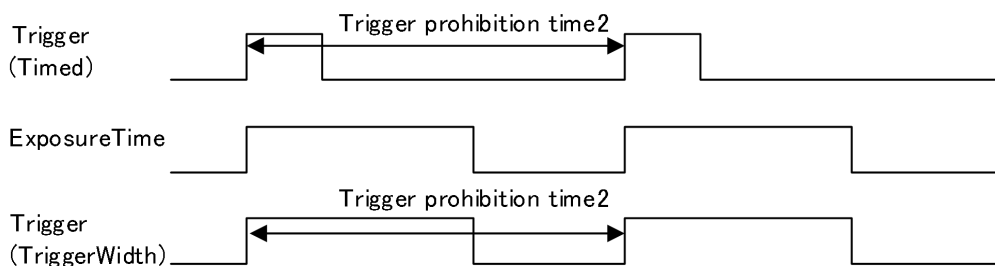 Trigger prohibition time2
Trigger
(Timed)
ExposureTime
Trigger prohibition time2
Trigger
(TriggerWidth)